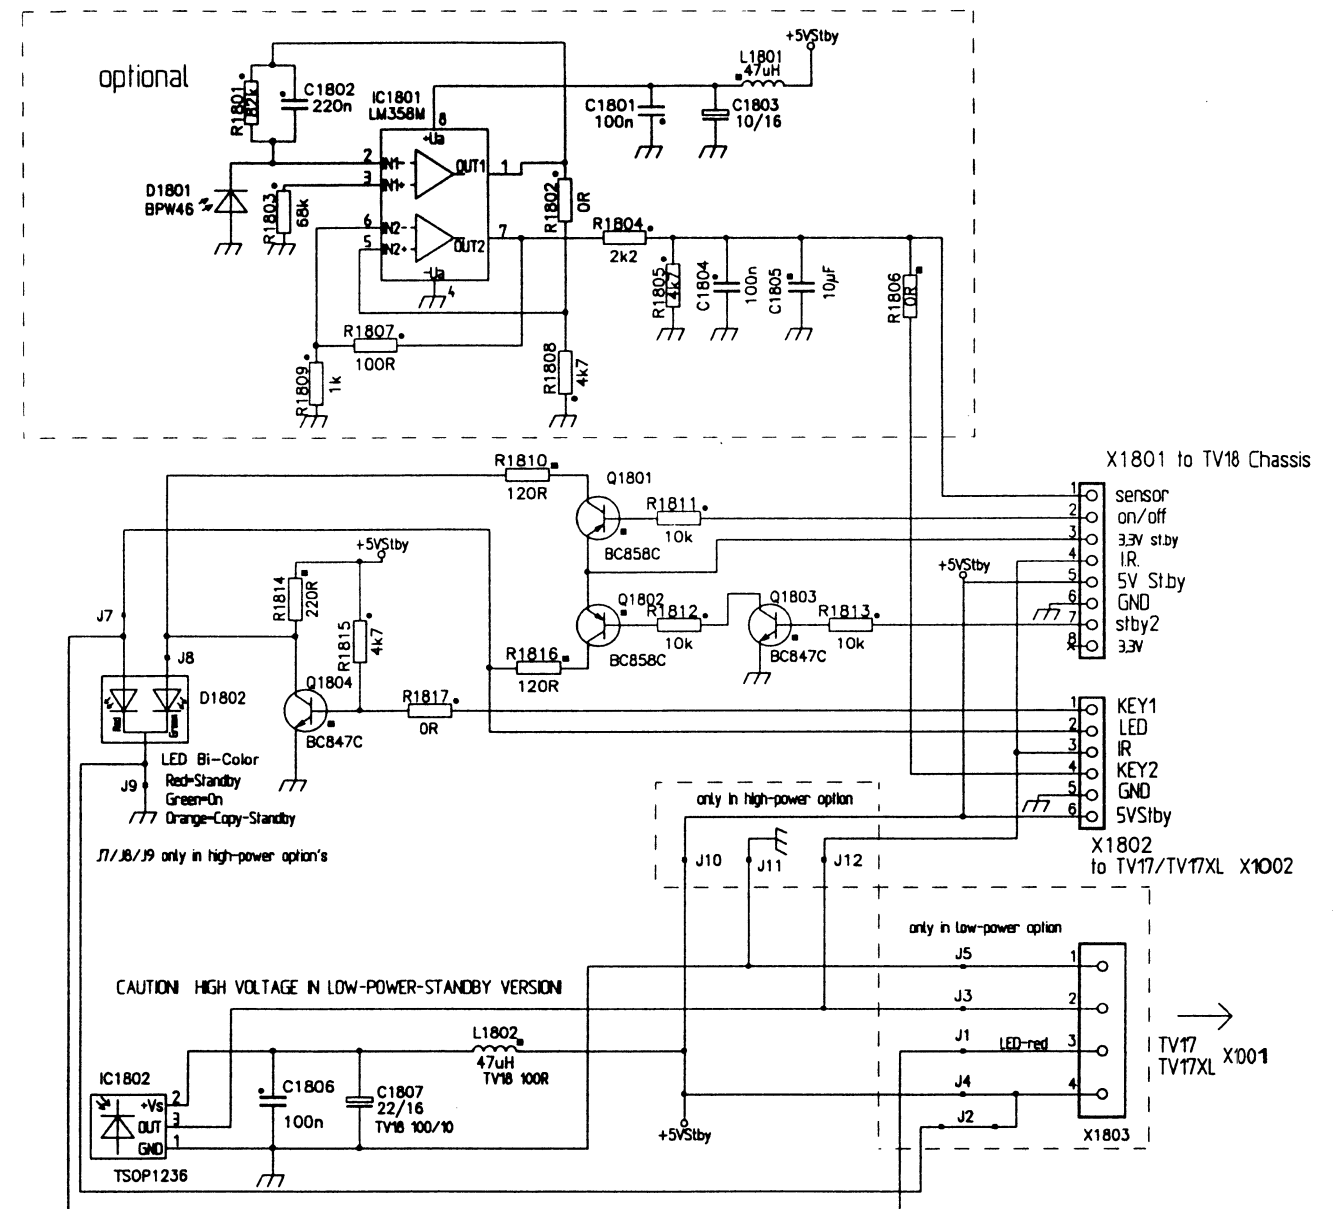 optional
+5VStby
L1801
47uH
R1801
82k
C1802
220n
IC1801
LM358M
C1801
100n
C1803
10/16
8
+Ua
2
IN1-
OUT1
1
3
IN1+
D1801
BPW46
R1803
68k
R1802
0R
6
IN2-
7
5
IN2+
OUT2
-Ua
4
R1804
2k2
R1805
4k7
C1804
100n
C1805
10µF
R1806
0R
R1807
100R
R1809
1k
R1808
4k7
X1801 to TV18 Chassis
R1810
120R
Q1801
BC858C
R1811
10k
1 sensor
2 on/off
3 3,3V st.by
4 I.R.
5 5V St.by
6 GND
7 stby2
8 3,3V
+5VStby
+5VStby
R1814
220R
R1815
4k7
Q1802
BC858C
R1812
10k
Q1803
BC847C
R1813
10k
J7
J8
R1816
120R
D1802
Red
Green
Q1804
BC847C
R1817
0R
1 KEY1
2 LED
3 IR
4 KEY2
5 GND
6 5VStby
X1802
to TV17/TV17XL X1002
LED Bi-Color
Red=Standby
Green=On
Orange=Copy-Standby
J9
J7/J8/J9 only in high-power option's
only in high-power option
J10
J11
J12
only in low-power option
J5
1
J3
2
J1
LED-red
3
J4
4
J2
X1803
TV17
TV17XL
X1001
CAUTION! HIGH VOLTAGE IN LOW-POWER-STANDBY VERSION!
L1802
47uH
TV18 100R
IC1802
2
+Vs
3
OUT
1
GND
TSOP1236
C1806
100n
C1807
22/16
TV18 100/10
+5VStby